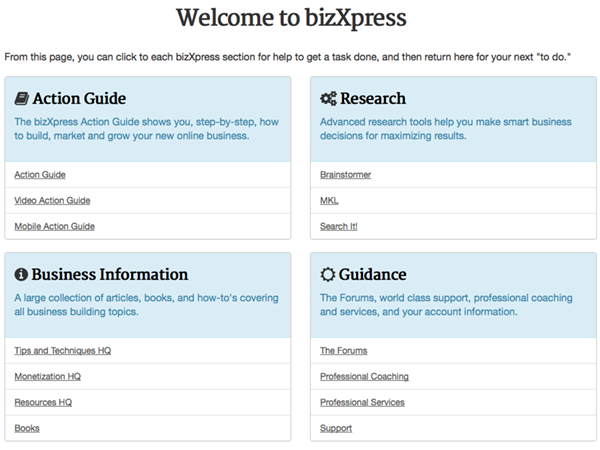 Welcome to bizXpress
From this page, you can click to each bizXpress section for help to get a task done, and then return here for your next "to do."
Action Guide
The bizXpress Action Guide shows you, step-by-step, how
to build, market and grow your new online business.
Action Guide
Video Action Guide
Mobile Action Guide
Research
Advanced research tools help you make smart business
decisions for maximizing results.
Brainstormer
MKL
Search It!
Business Information
A large collection of articles, books, and how-to's covering
all business building topics.
Tips and Techniques HQ
Monetization HQ
Resources HQ
Books
Guidance
The Forums, world class support, professional coaching
and services, and your account information.
The Forums
Professional Coaching
Professional Services
Support